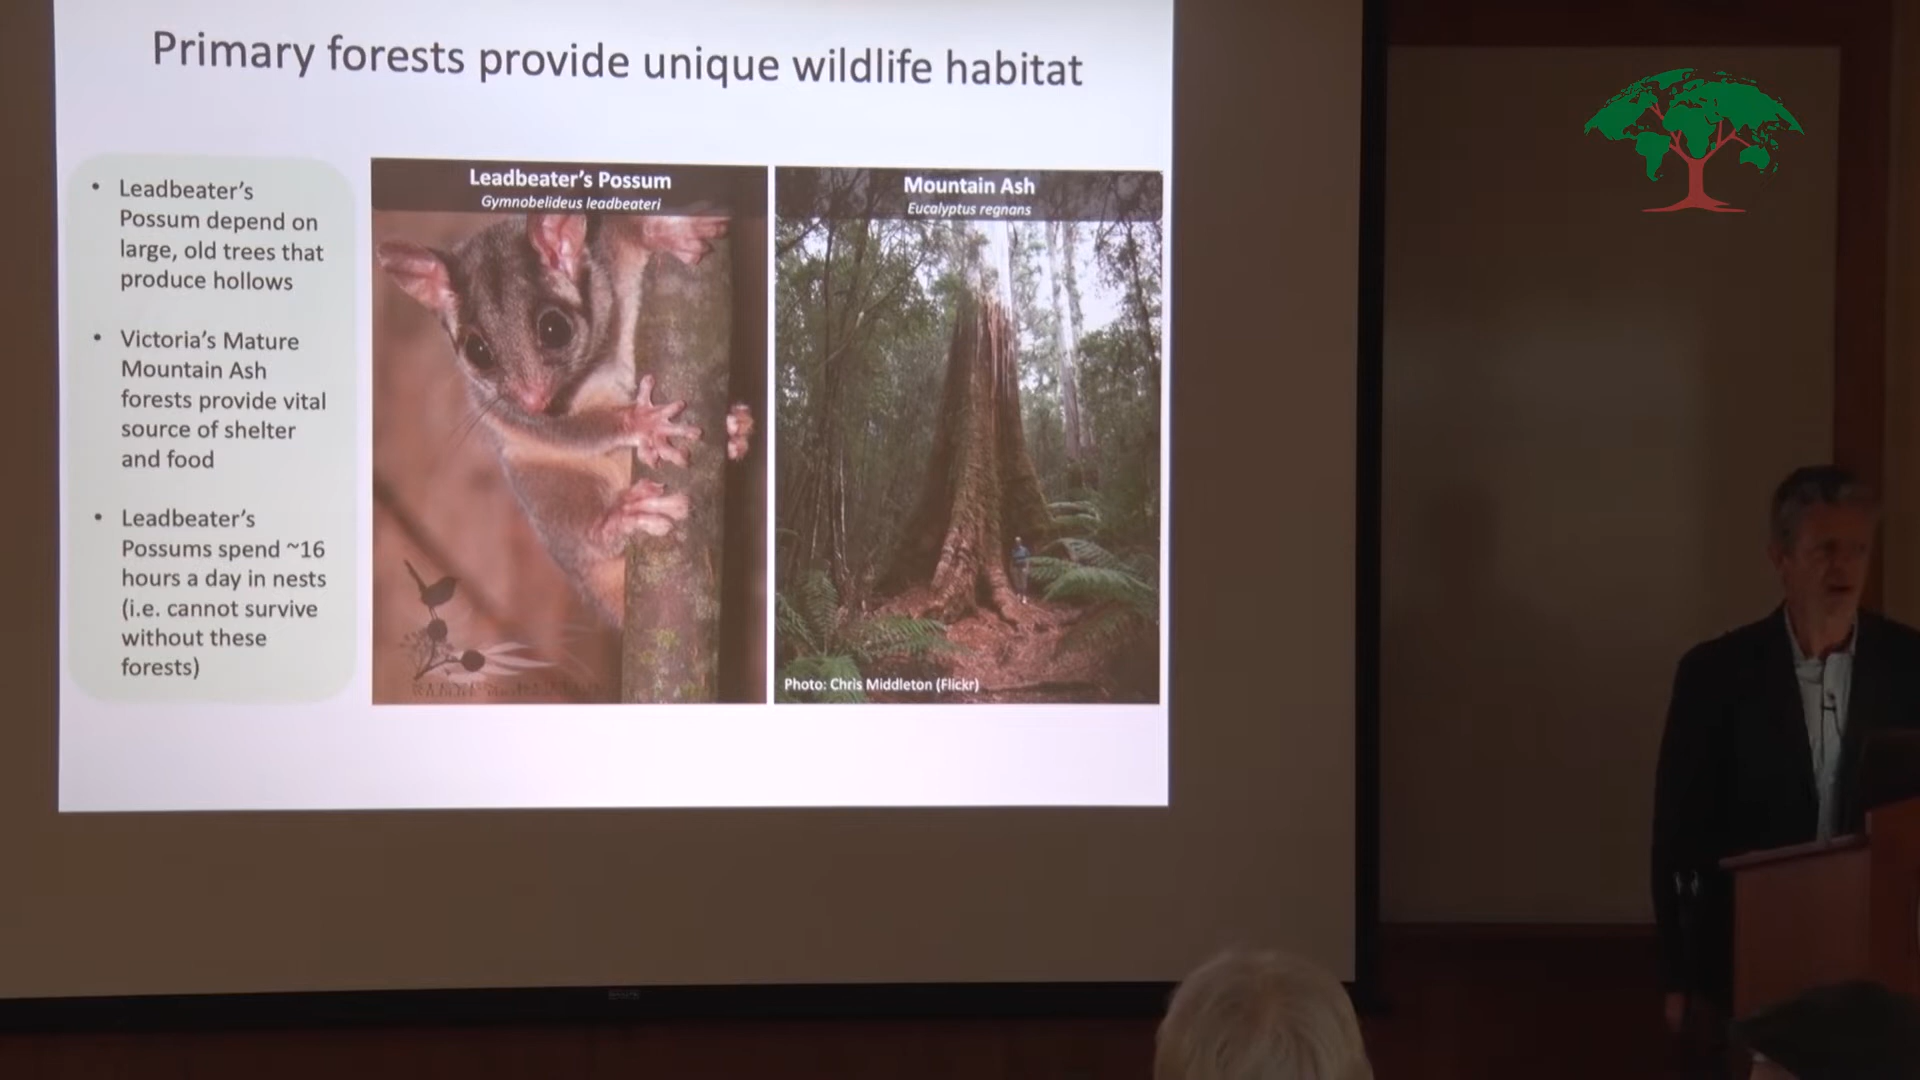 Primary forests provide unique wildlife habitat
• Leadbeater's
Possum depend on
large, old trees that
produce hollows
• Victoria's Mature
Mountain Ash
forests provide vital
source of shelter
and food
• Leadbeater's
Possums spend ~16
hours a day in nests
(i.e. cannot survive
without these
forests)
Leadbeater's Possum
Gymnobelideus leadbeateri
Mountain Ash
Eucalyptus regnans
Photo: Chris Middleton (Flickr)